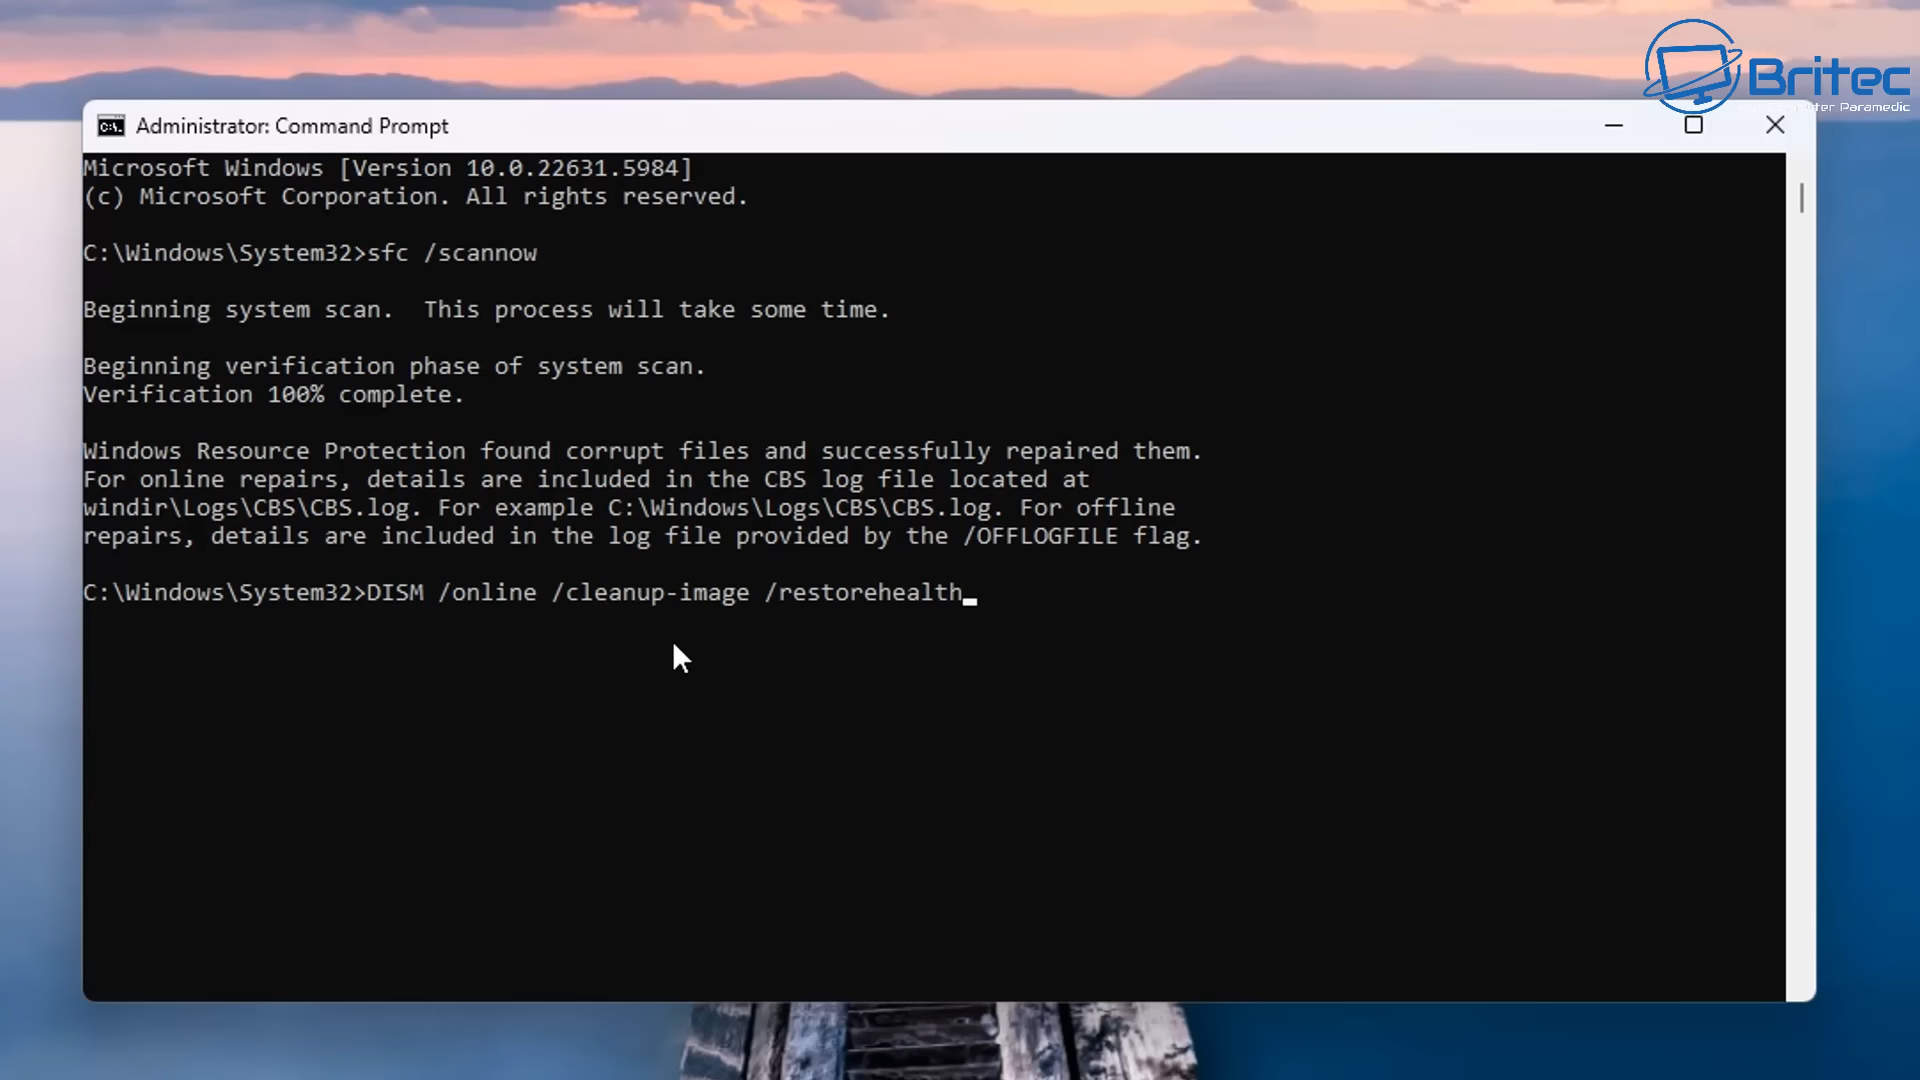 Britec
Administrator: Command Prompt
Microsoft Windows [Version 10.0.22631.5984]
(c) Microsoft Corporation. All rights reserved.
C:\Windows\System32>sfc /scannow
Beginning system scan.  This process will take some time.
Beginning verification phase of system scan.
Verification 100% complete.
Windows Resource Protection found corrupt files and successfully repaired them.
For online repairs, details are included in the CBS log file located at
windir\Logs\CBS\CBS.log. For example C:\Windows\Logs\CBS\CBS.log. For offline
repairs, details are included in the log file provided by the /OFFLOGFILE flag.
C:\Windows\System32>DISM /online /cleanup-image /restorehealth